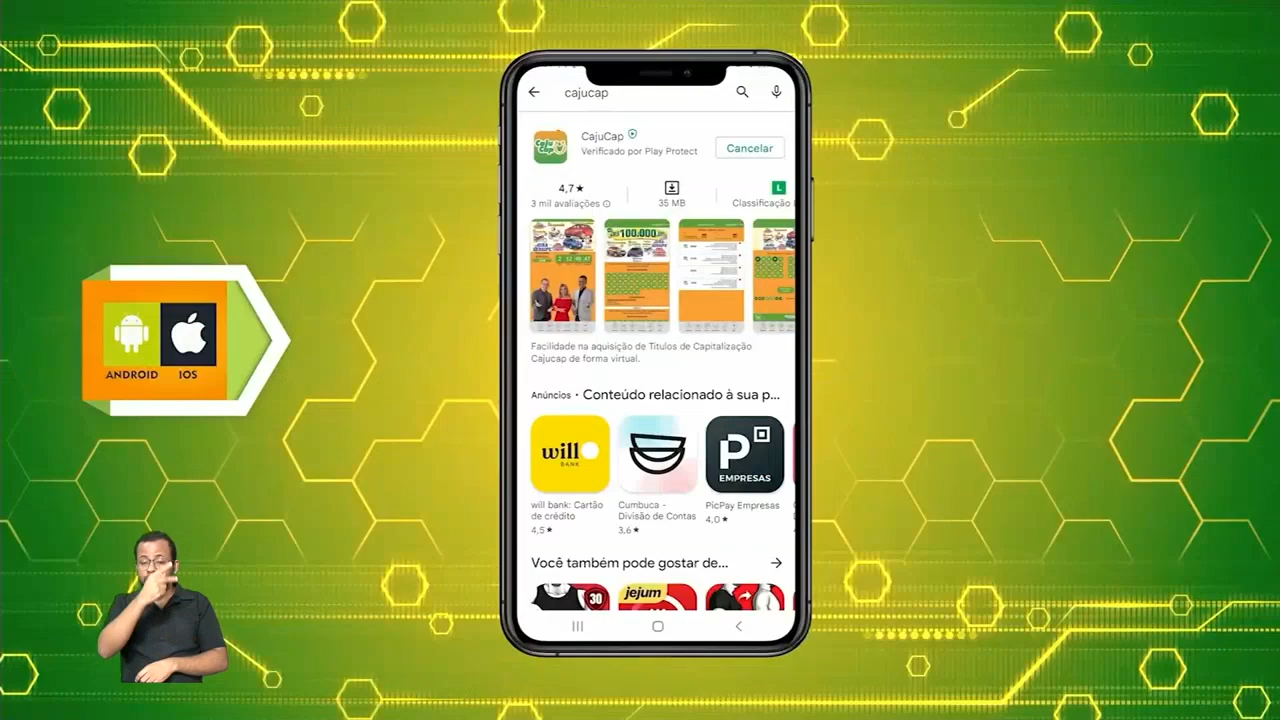 cajucap
CajuCap
Verificado por Play Protect
Cancelar
Caju
Cap
4,7★
3 mil avaliações
35 MB
L
Classificação
100.000
Facilidade na aquisição de Titulos de Capitalização
Cajucap de forma virtual.
Anúncios • Conteúdo relacionado à sua p...
will
BANK
P
EMPRESAS
will bank: Cartão
de crédito
4,5★
Cumbuca -
Divisão de Contas
3,6★
PicPay Empresas
4,0★
Você também pode gostar de...
30
jejum
ANDROID
IOS